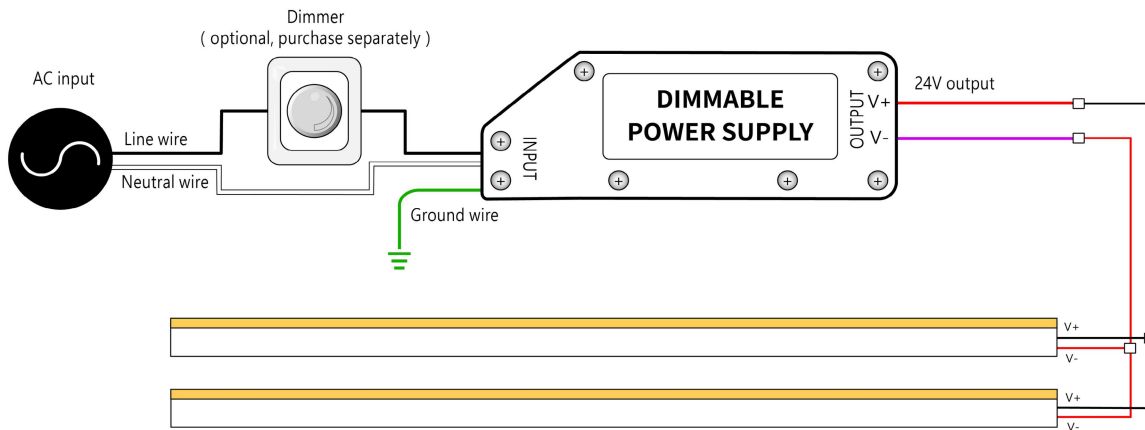 Dimmer
( optional, purchase separately )
AC input
Line wire
Neutral wire
Ground wire
INPUT
DIMMABLE
POWER SUPPLY
OUTPUT
V+
V-
24V output
V+
V-
V+
V-